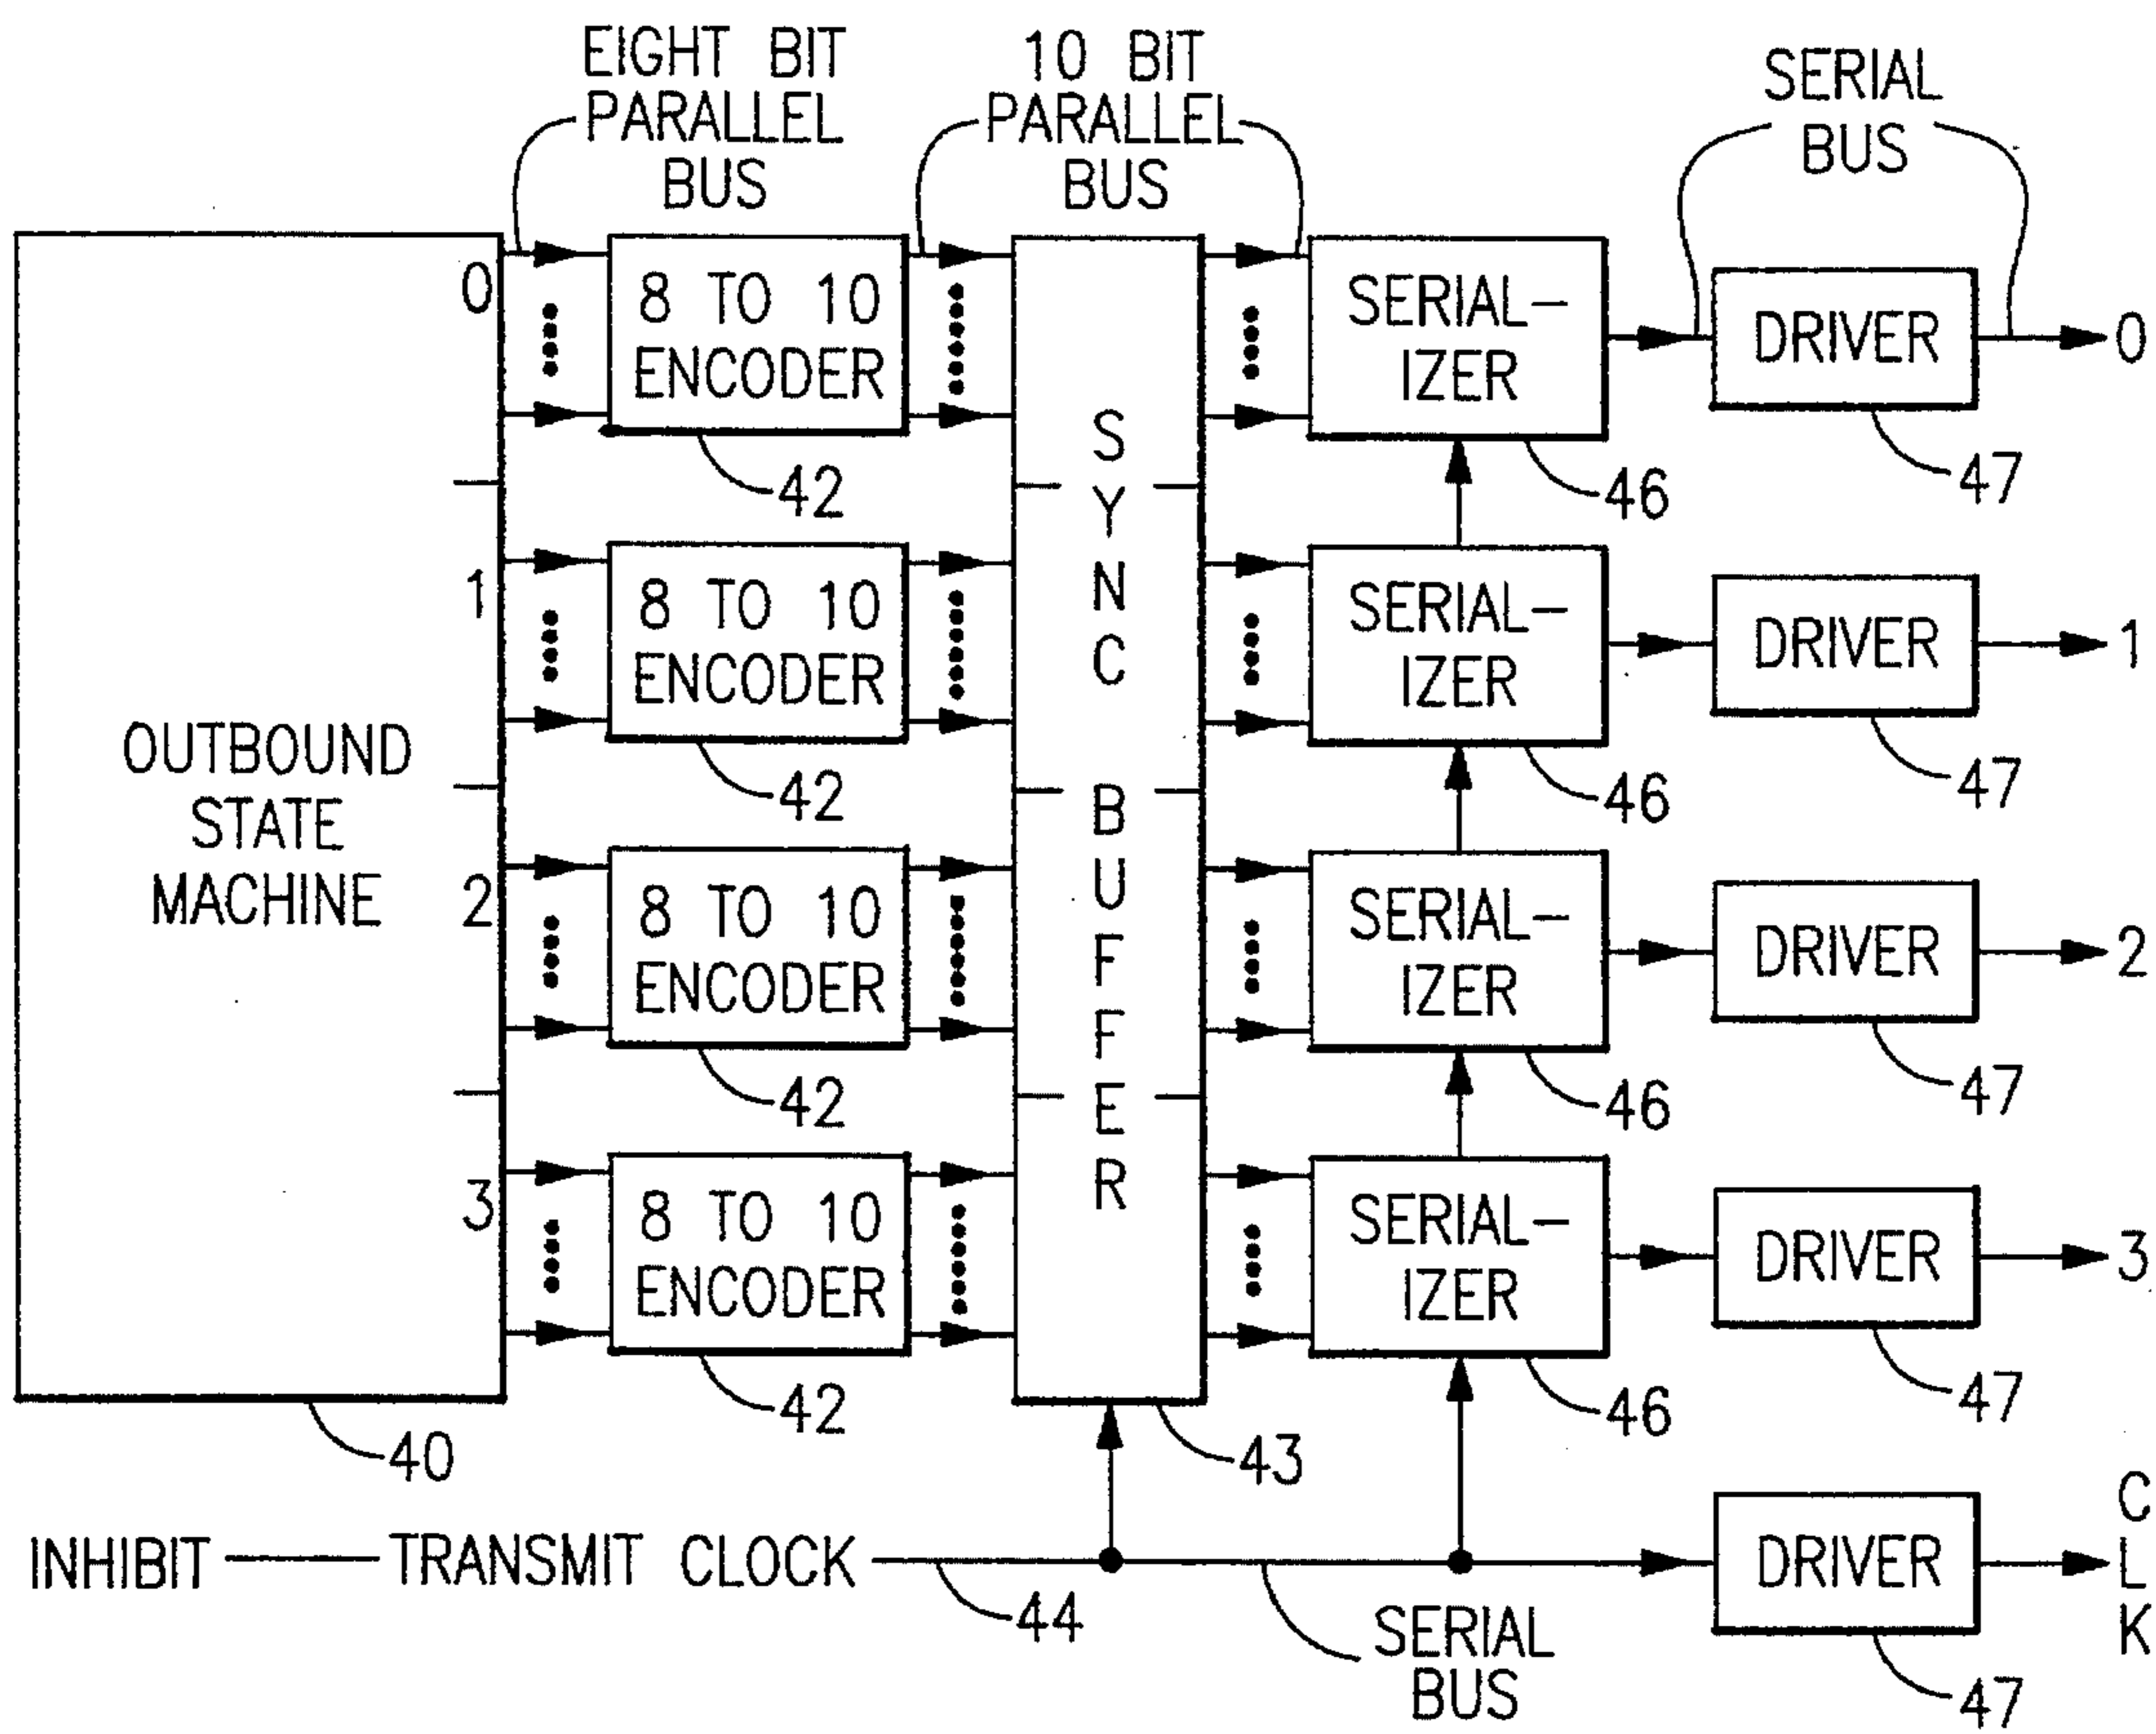 EIGHT BIT
PARALLEL
BUS
10 BIT
PARALLEL
BUS
SERIAL
BUS
OUTBOUND
STATE
MACHINE
40
0
8 TO 10
ENCODER
42
SERIAL-
IZER
46
DRIVER
47
0
1
8 TO 10
ENCODER
42
SERIAL-
IZER
46
DRIVER
47
1
2
8 TO 10
ENCODER
42
SERIAL-
IZER
46
DRIVER
47
2
3
8 TO 10
ENCODER
42
SERIAL-
IZER
46
DRIVER
47
3
SYNC BUFFER
43
INHIBIT — TRANSMIT CLOCK
44
SERIAL
BUS
DRIVER
47
CLK